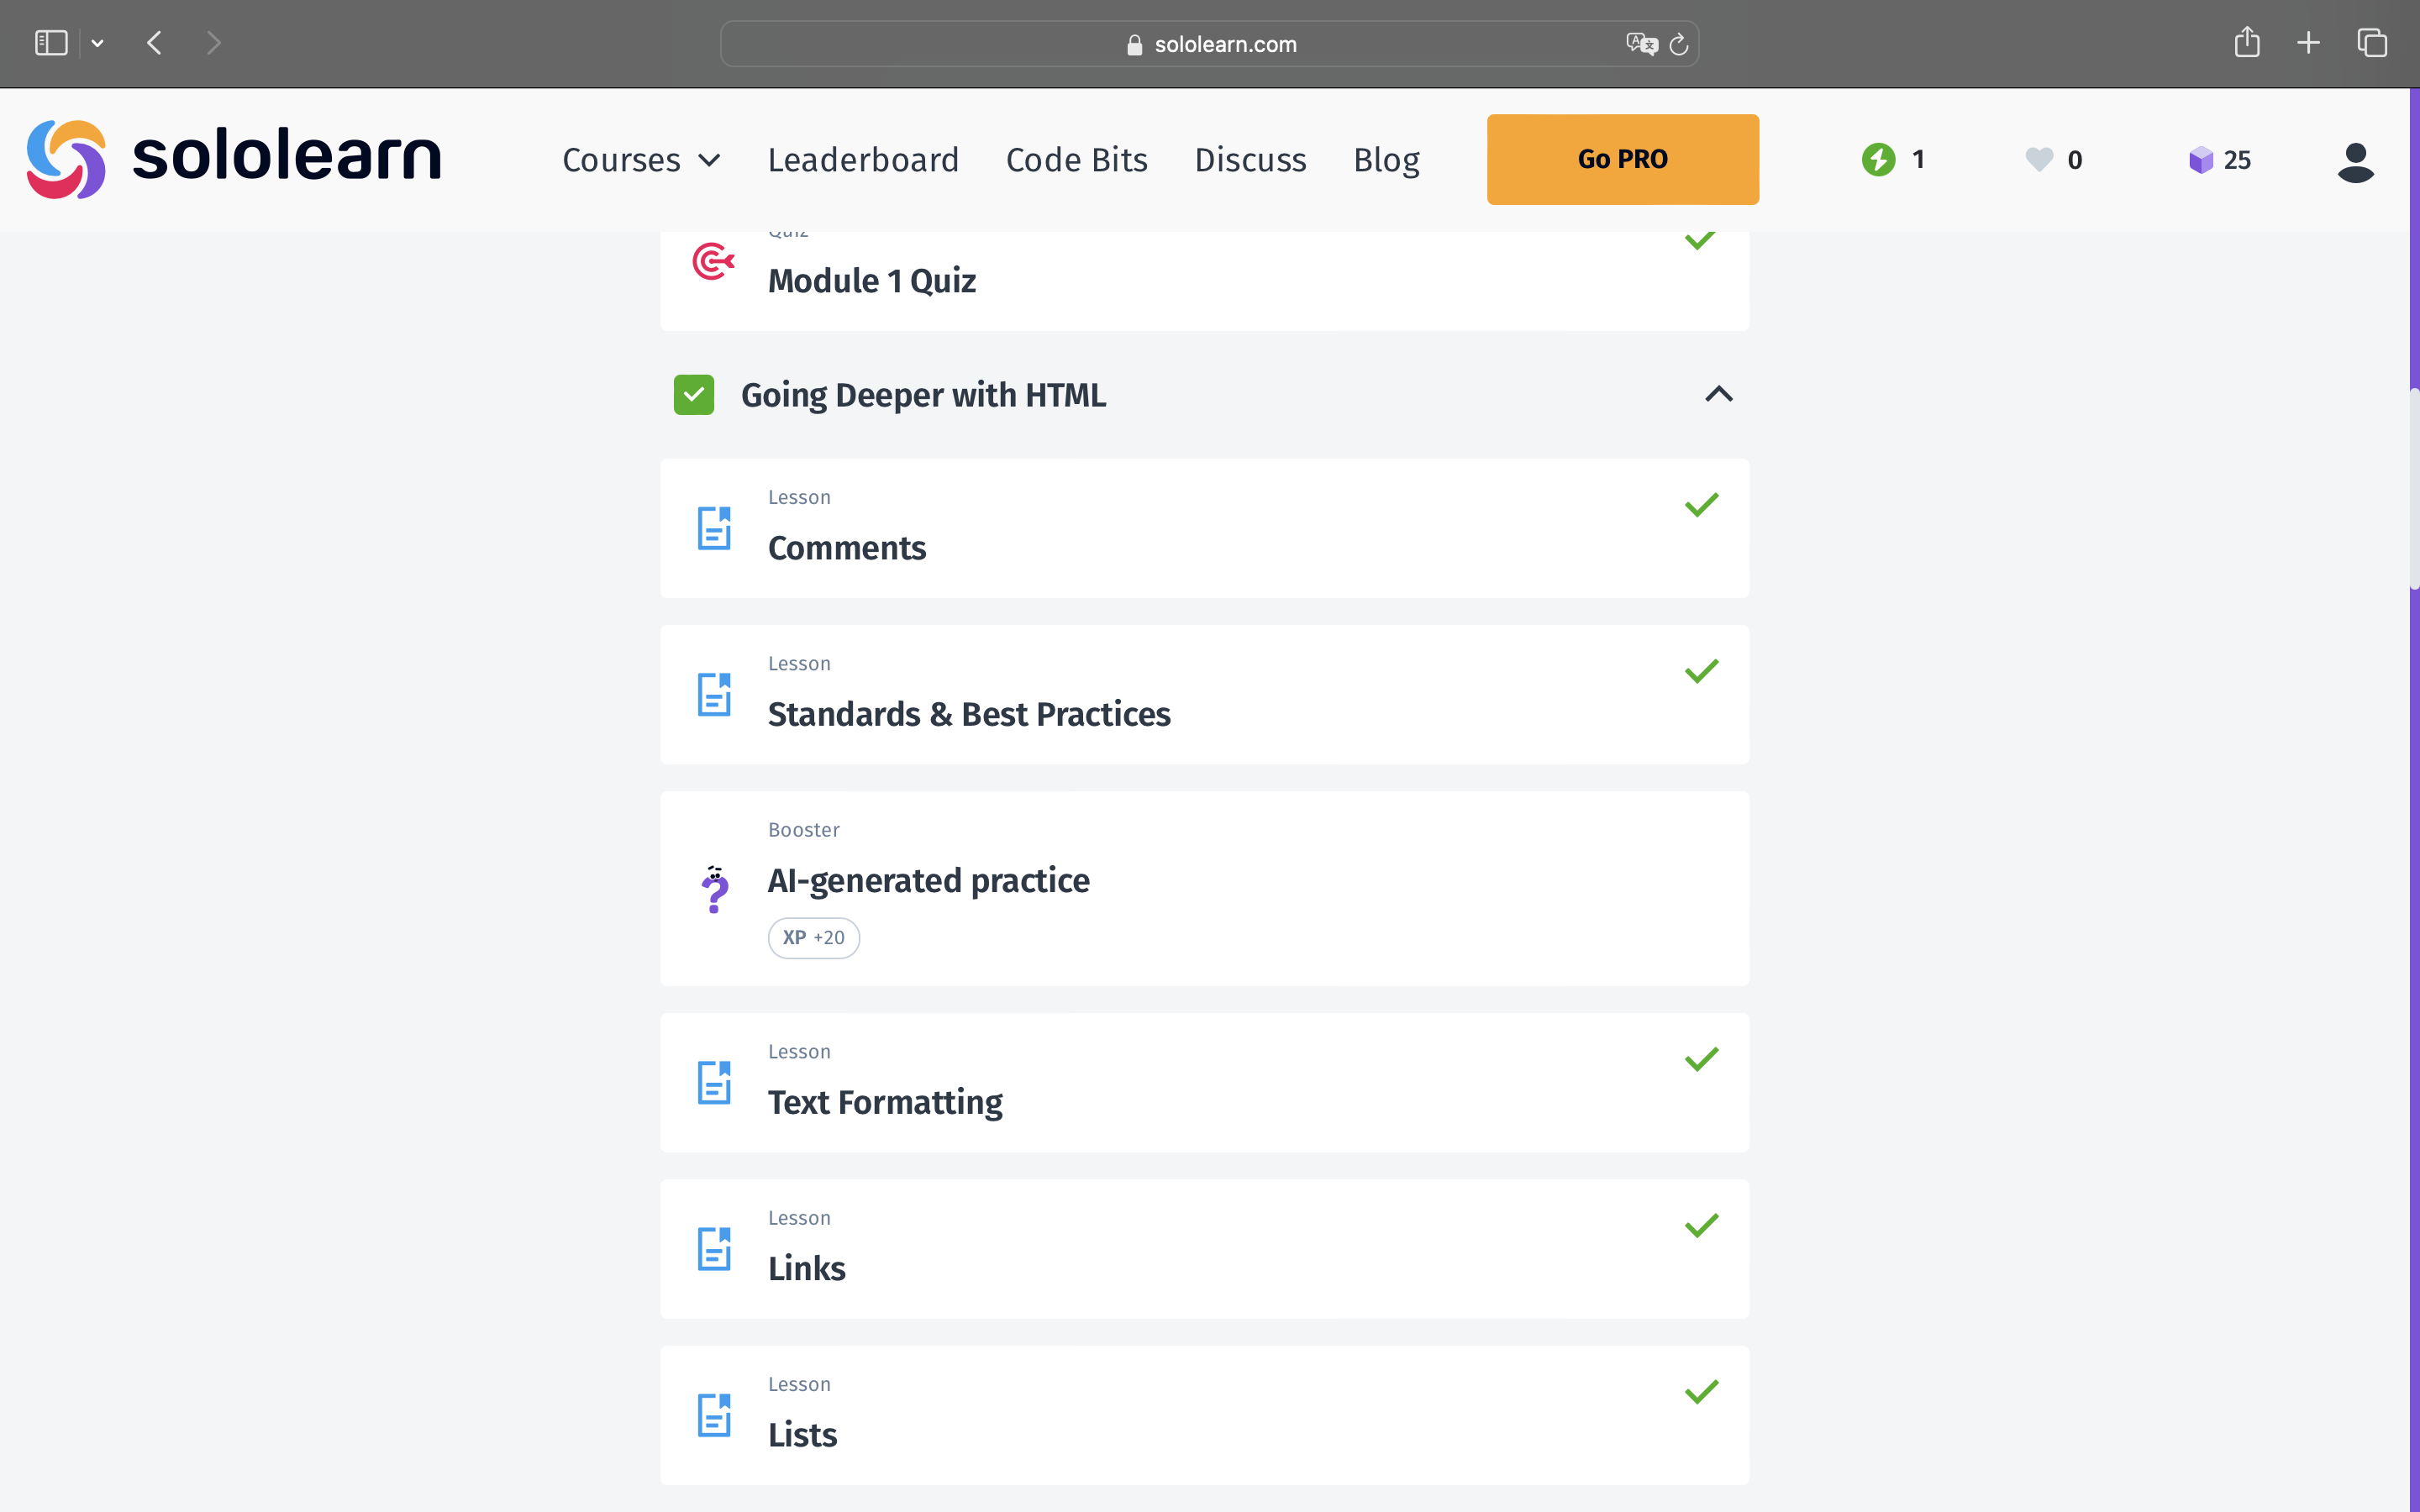 sololearn.com
sololearn
Courses
Leaderboard
Code Bits
Discuss
Blog
Go PRO
1
0
25
Quiz
Module 1 Quiz
Going Deeper with HTML
Lesson
Comments
Lesson
Standards & Best Practices
Booster
AI-generated practice
XP +20
Lesson
Text Formatting
Lesson
Links
Lesson
Lists